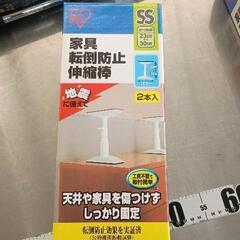 SS
23cm
30cm
家具
転倒防止
伸縮棒
地震
に備えて
2本入
天井や家具を傷つけず
しっかり固定
転倒防止効果を実証済
SS
60